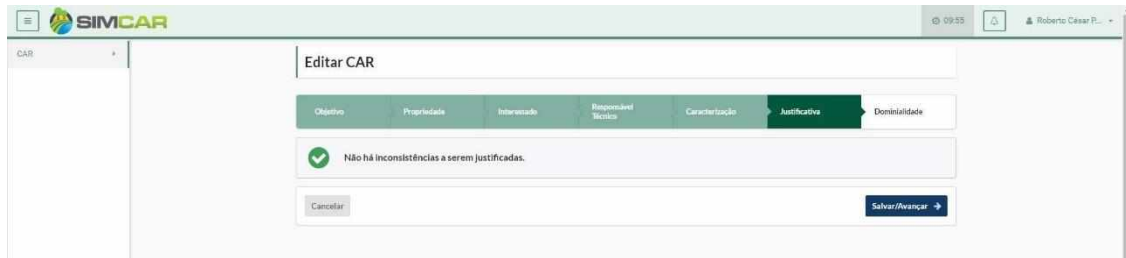 SIMCAR
09:55
Roberto César P...
CAR
Editar CAR
Objetivo
Propriedade
Interessado
Responsável
Técnico
Caracterização
Justificativa
Dominialidade
Não há inconsistências a serem justificadas.
Cancelar
Salvar/Avançar